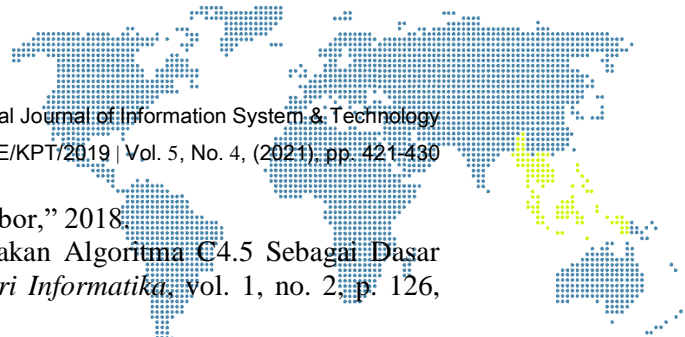 al Journal of Information System & Technology
E/KPT/2019 | Vol. 5, No. 4, (2021), pp. 421-430
bor,” 2018.
akan Algoritma C4.5 Sebagai Dasar
ri Informatika, vol. 1, no. 2, p. 126,